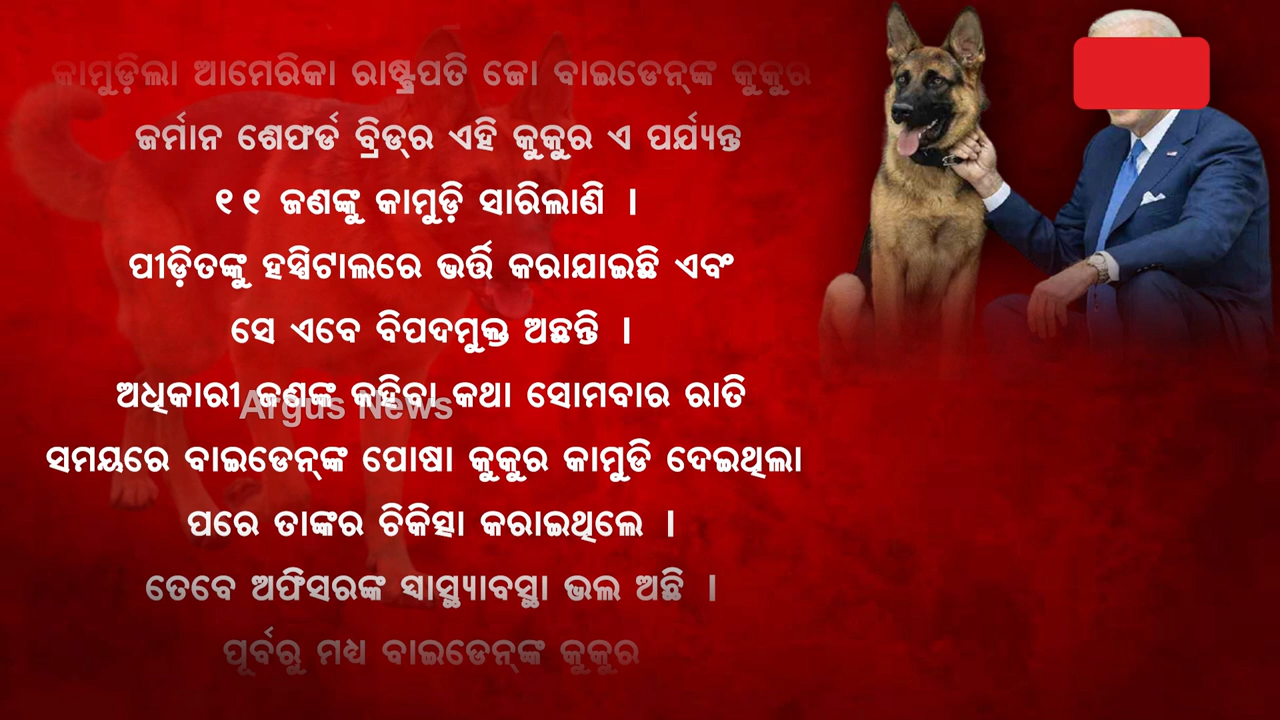 କାମୁଡ଼ିଲା ଆମେରିକା ରାଷ୍ଟ୍ରପତି ଜୋ ବାଇଡେନ୍‌ଙ୍କ କୁକୁର
ଜର୍ମାନ ଶେଫର୍ଡ ବ୍ରିଡ୍‌ର ଏହି କୁକୁର ଏ ପର୍ଯ୍ୟନ୍ତ
୧୧ ଜଣଙ୍କୁ କାମୁଡ଼ି ସାରିଲାଣି ।
ପୀଡ଼ିତଙ୍କୁ ହସ୍ପିଟାଲରେ ଭର୍ତ୍ତି କରାଯାଇଛି ଏବଂ
ସେ ଏବେ ବିପଦମୁକ୍ତ ଅଛନ୍ତି ।
ଅଧିକାରୀ ଜଣଙ୍କ କହିବା କଥା ସୋମବାର ରାତି
Argus News
ସମୟରେ ବାଇଡେନ୍‌ଙ୍କ ପୋଷା କୁକୁର କାମୁଡି ଦେଇଥିଲା
ପରେ ତାଙ୍କର ଚିକିତ୍ସା କରାଇଥିଲେ ।
ତେବେ ଅଫିସରଙ୍କ ସ୍ୱାସ୍ଥ୍ୟାବସ୍ଥା ଭଲ ଅଛି ।
ପୂର୍ବରୁ ମଧ୍ୟ ବାଇଡେନ୍‌ଙ୍କ କୁକୁର